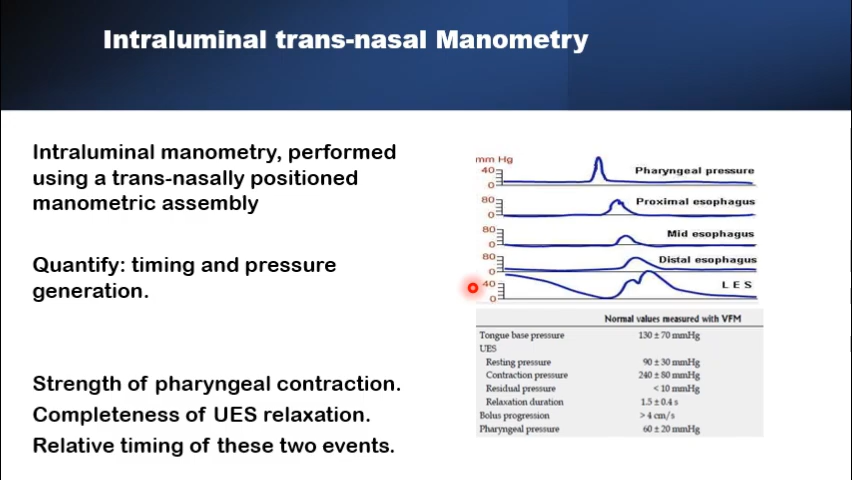 Intraluminal trans-nasal Manometry
Intraluminal manometry, performed
using a trans-nasally positioned
manometric assembly
Quantify: timing and pressure
generation.
Strength of pharyngeal contraction.
Completeness of UES relaxation.
Relative timing of these two events.
mm Hg
40
0
Pharyngeal pressure
80
0
Proximal esophagus
80
0
Mid esophagus
80
0
Distal esophagus
40
0
L E S
Normal values measured with VFM
Tongue base pressure 130 ± 70 mmHg
UES
Resting pressure 90 ± 30 mmHg
Contraction pressure 240 ± 80 mmHg
Residual pressure < 10 mmHg
Relaxation duration 1.5 ± 0.4 s
Bolus progression > 4 cm/s
Pharyngeal pressure 60 ± 20 mmHg